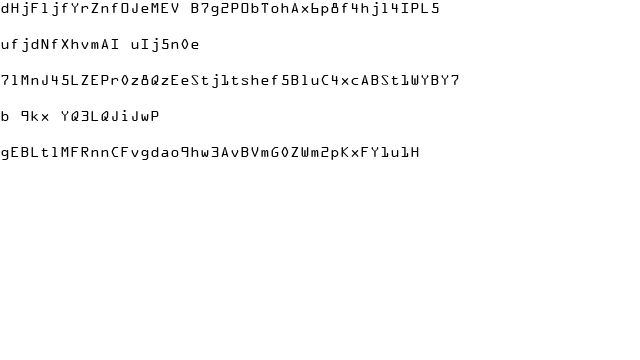 dHjFljfYrZnfOJeMEV B7g2PObTohAx6p8f4hjl4IPL5
ufjdNfXhvmAI uIj5n0e
7lMnJ45LZEPr0z8QzEeStj1tshef5BluC4xcABSt1WYBY7
b 9kx YQ3LQJiJwP
gEBLtlMFRnnCFvgdao9hw3AvBVmG0ZWm2pKxFY1u1H